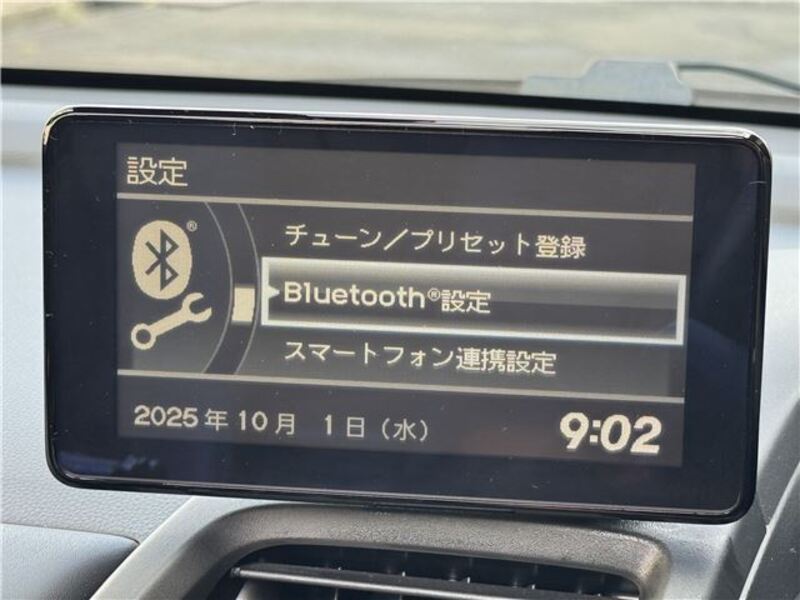 設定
チューン／プリセット登録
Bluetooth®設定
スマートフォン連携設定
2025年10月 1日（水）
9:02